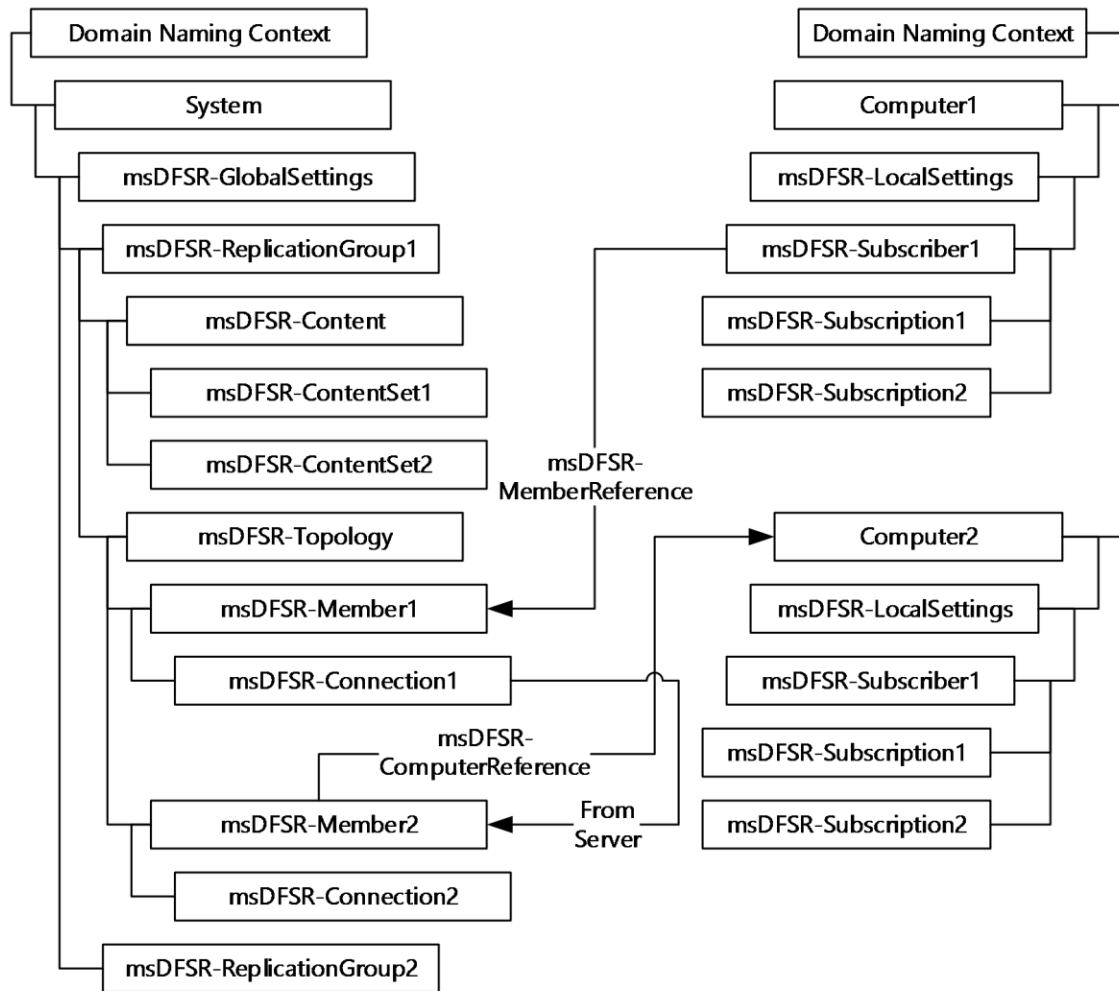 Domain Naming Context
System
msDFSR-GlobalSettings
msDFSR-ReplicationGroup1
msDFSR-Content
msDFSR-ContentSet1
msDFSR-ContentSet2
msDFSR-Topology
msDFSR-Member1
msDFSR-Connection1
msDFSR-Member2
msDFSR-Connection2
msDFSR-ReplicationGroup2
msDFSR-
MemberReference
msDFSR-
ComputerReference
From
Server
Domain Naming Context
Computer1
msDFSR-LocalSettings
msDFSR-Subscriber1
msDFSR-Subscription1
msDFSR-Subscription2
Computer2
msDFSR-LocalSettings
msDFSR-Subscriber1
msDFSR-Subscription1
msDFSR-Subscription2